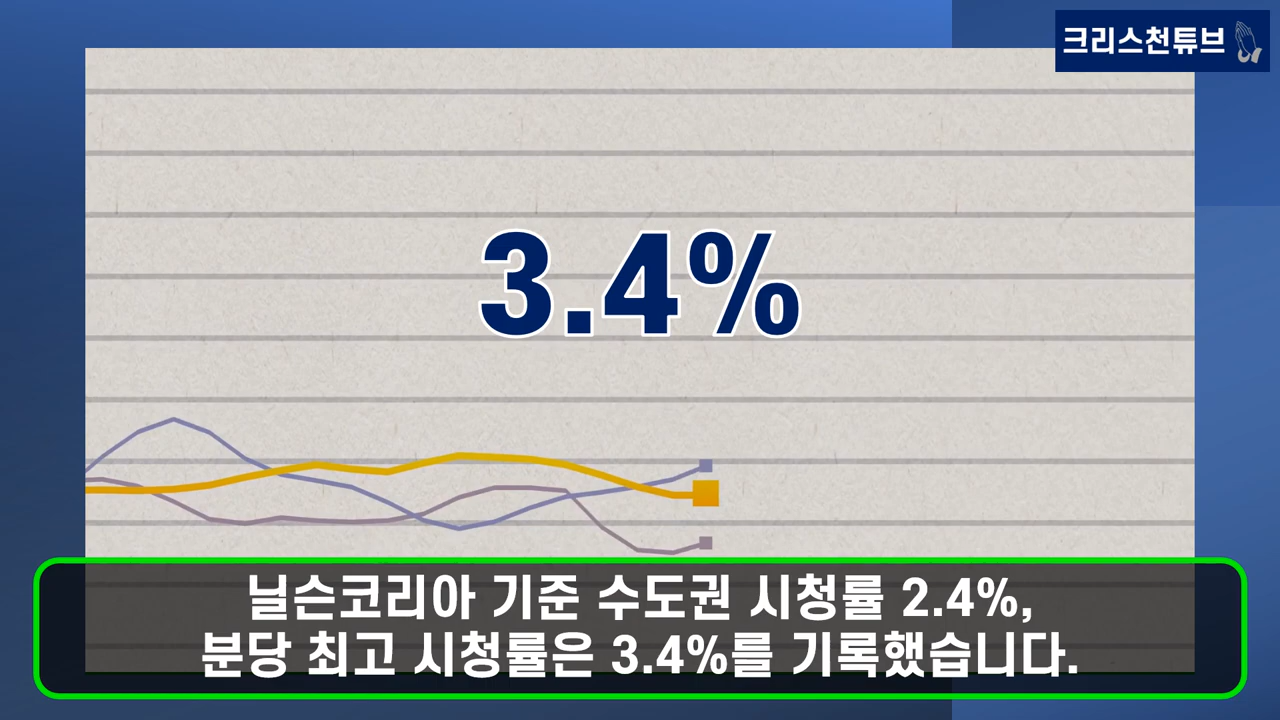 크리스천튜브
3.4%
닐슨코리아 기준 수도권 시청률 2.4%,
분당 최고 시청률은 3.4%를 기록했습니다.